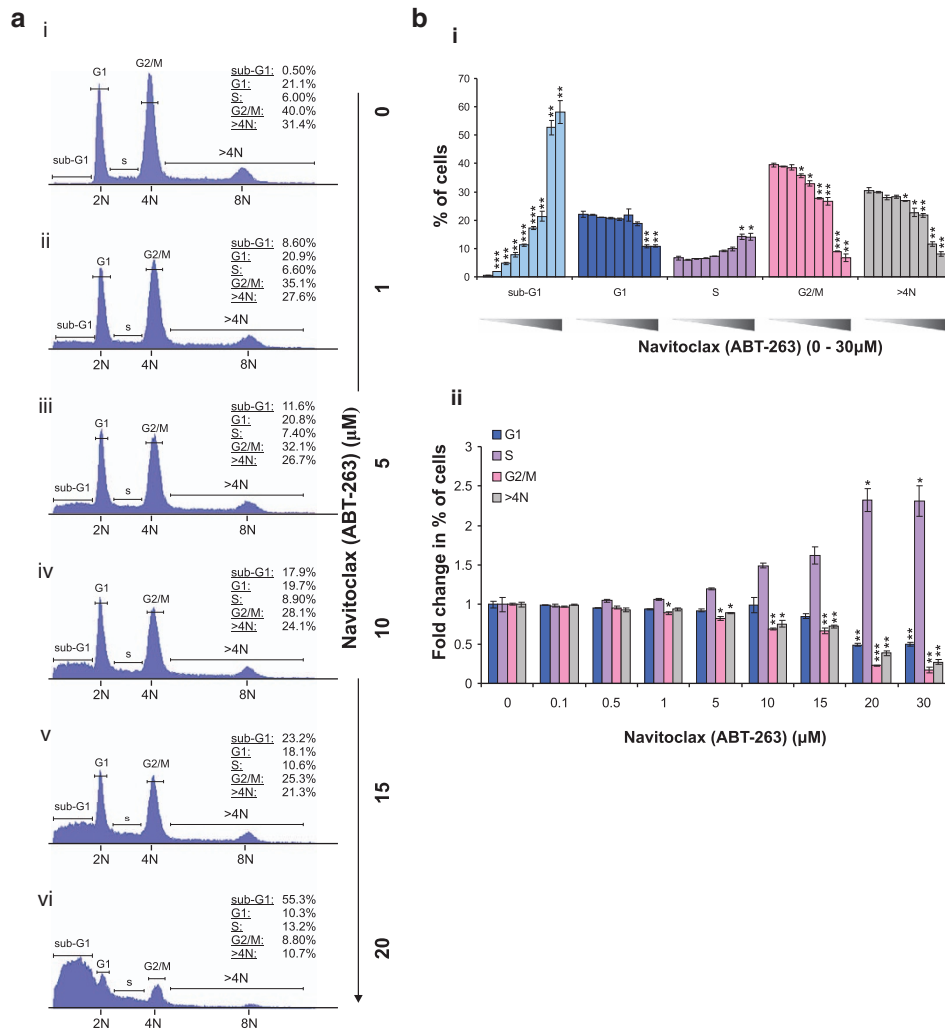 a
i
G1
G2/M
sub-G1
s
>4N
sub-G1: 0.50%
G1: 21.1%
S: 6.00%
G2/M: 40.0%
>4N: 31.4%
2N 4N 8N
0
ii
G1
G2/M
sub-G1
s
>4N
sub-G1: 8.60%
G1: 20.9%
S: 6.60%
G2/M: 35.1%
>4N: 27.6%
2N 4N 8N
1
iii
G1
G2/M
sub-G1
s
>4N
sub-G1: 11.6%
G1: 20.8%
S: 7.40%
G2/M: 32.1%
>4N: 26.7%
2N 4N 8N
5
iv
G1
G2/M
sub-G1
s
>4N
sub-G1: 17.9%
G1: 19.7%
S: 8.90%
G2/M: 28.1%
>4N: 24.1%
2N 4N 8N
10
v
G1
G2/M
sub-G1
s
>4N
sub-G1: 23.2%
G1: 18.1%
S: 10.6%
G2/M: 25.3%
>4N: 21.3%
2N 4N 8N
15
vi
sub-G1
G1
G2/M
s
>4N
sub-G1: 55.3%
G1: 10.3%
S: 13.2%
G2/M: 8.80%
>4N: 10.7%
2N 4N 8N
20
Navitoclax (ABT-263) (µM)
b
i
% of cells
70
60
50
40
30
20
10
0
*** ** ** *** *** ** ** **
** **
* *
* * ** ** *** **
* * ** ** **
sub-G1 G1 S G2/M >4N
Navitoclax (ABT-263) (0 - 30µM)
ii
Fold change in % of cells
3
2.5
2
1.5
1
0.5
0
G1
S
G2/M
>4N
*
* *
** *
** **
** * *** **
** * ** **
0 0.1 0.5 1 5 10 15 20 30
Navitoclax (ABT-263) (µM)